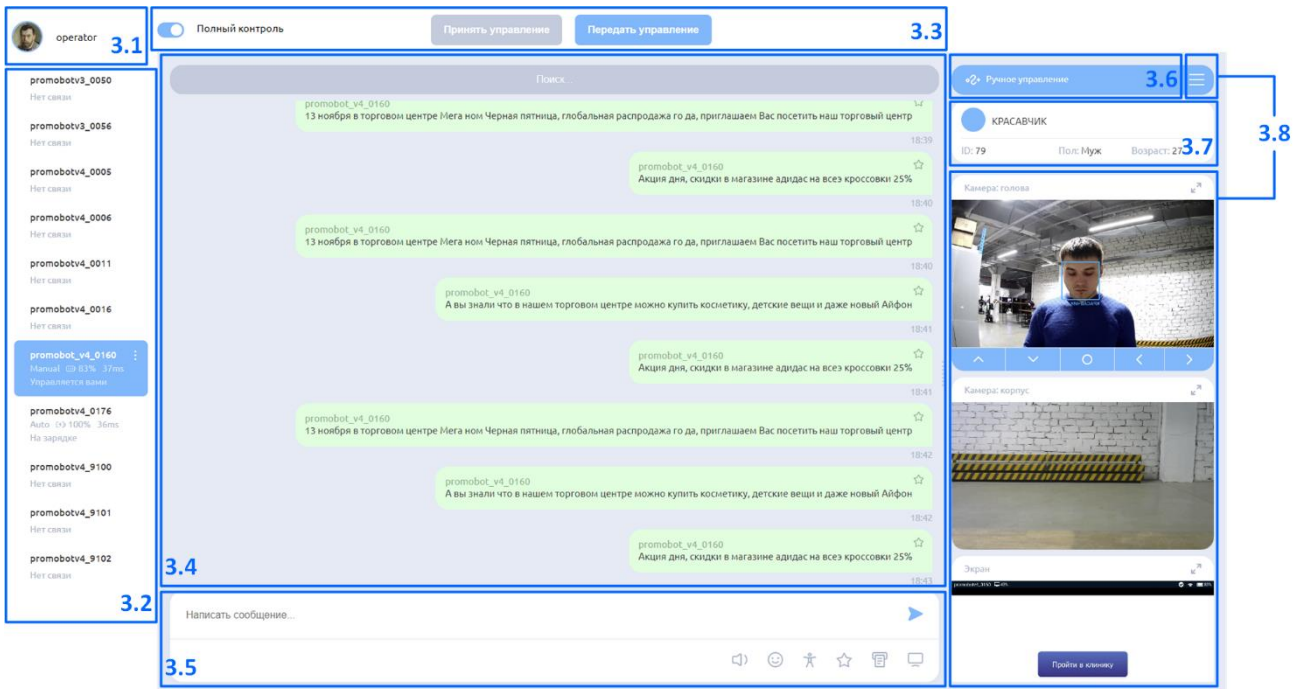 operator
3.1
Полный контроль
Принять управление
Передать управление
3.3
promobotv3_0050
Нет связи
promobotv3_0056
Нет связи
promobotv4_0005
Нет связи
promobotv4_0006
Нет связи
promobotv4_0011
Нет связи
promobotv4_0016
Нет связи
promobot_v4_0160
Manual 83% 37ms
Управляется вами
promobotv4_0176
Auto 100% 36ms
На зарядке
promobotv4_9100
Нет связи
promobotv4_9101
Нет связи
promobotv4_9102
Нет связи
3.2
Поиск...
promobot_v4_0160
13 ноября в торговом центре Мега ном Черная пятница, глобальная распродажа го да, приглашаем Вас посетить наш торговый центр
18:39
promobot_v4_0160
Акция дня, скидки в магазине адидас на всеэ кроссовки 25%
18:40
promobot_v4_0160
13 ноября в торговом центре Мега ном Черная пятница, глобальная распродажа го да, приглашаем Вас посетить наш торговый центр
18:40
promobot_v4_0160
А вы знали что в нашем торговом центре можно купить косметику, детские вещи и даже новый Айфон
18:41
promobot_v4_0160
Акция дня, скидки в магазине адидас на всеэ кроссовки 25%
18:41
promobot_v4_0160
13 ноября в торговом центре Мега ном Черная пятница, глобальная распродажа го да, приглашаем Вас посетить наш торговый центр
18:42
promobot_v4_0160
А вы знали что в нашем торговом центре можно купить косметику, детские вещи и даже новый Айфон
18:42
promobot_v4_0160
Акция дня, скидки в магазине адидас на всеэ кроссовки 25%
18:43
3.4
Написать сообщение...
3.5
Ручное управление
3.6
3.8
КРАСАВЧИК
ID: 79 Пол: Муж Возраст: 27
3.7
Камера: голова
Камера: корпус
Экран
Пройти в клинику